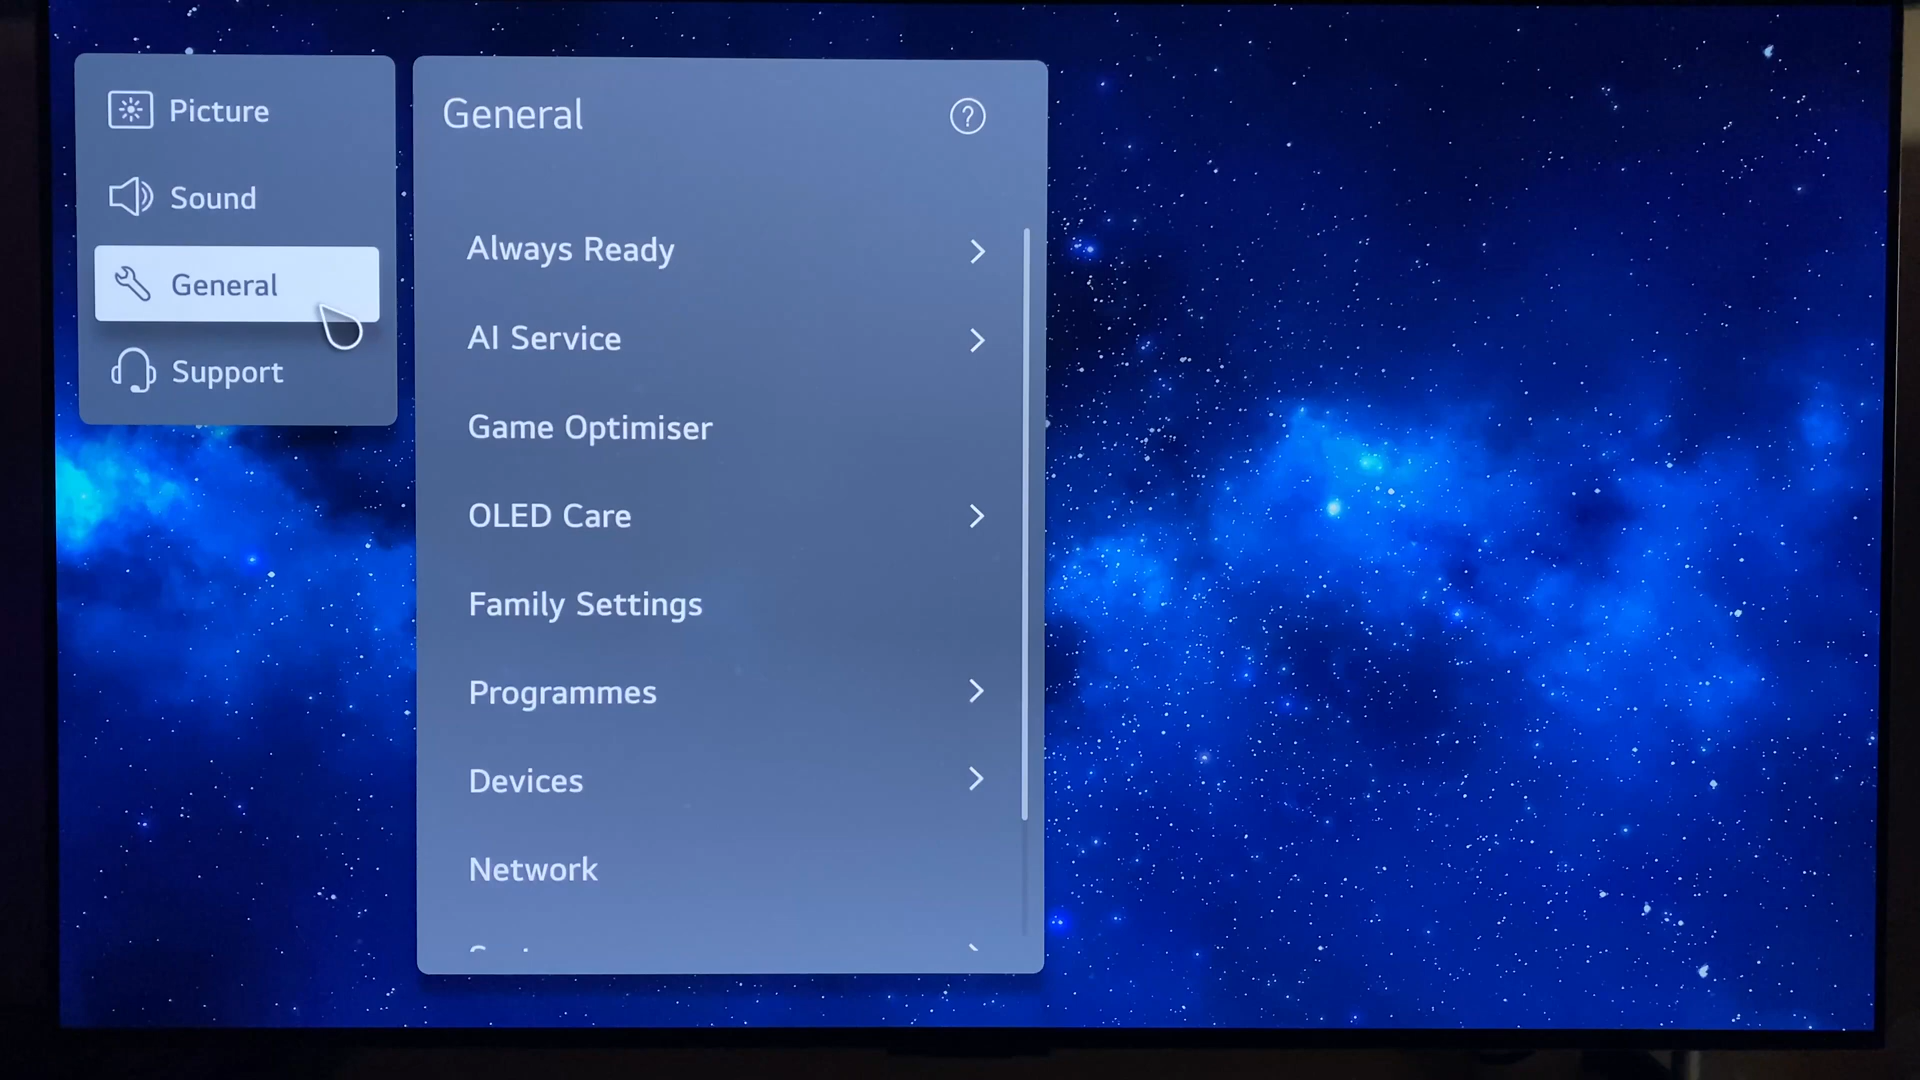 Picture
Sound
General
Support
General
?
Always Ready
AI Service
Game Optimiser
OLED Care
Family Settings
Programmes
Devices
Network